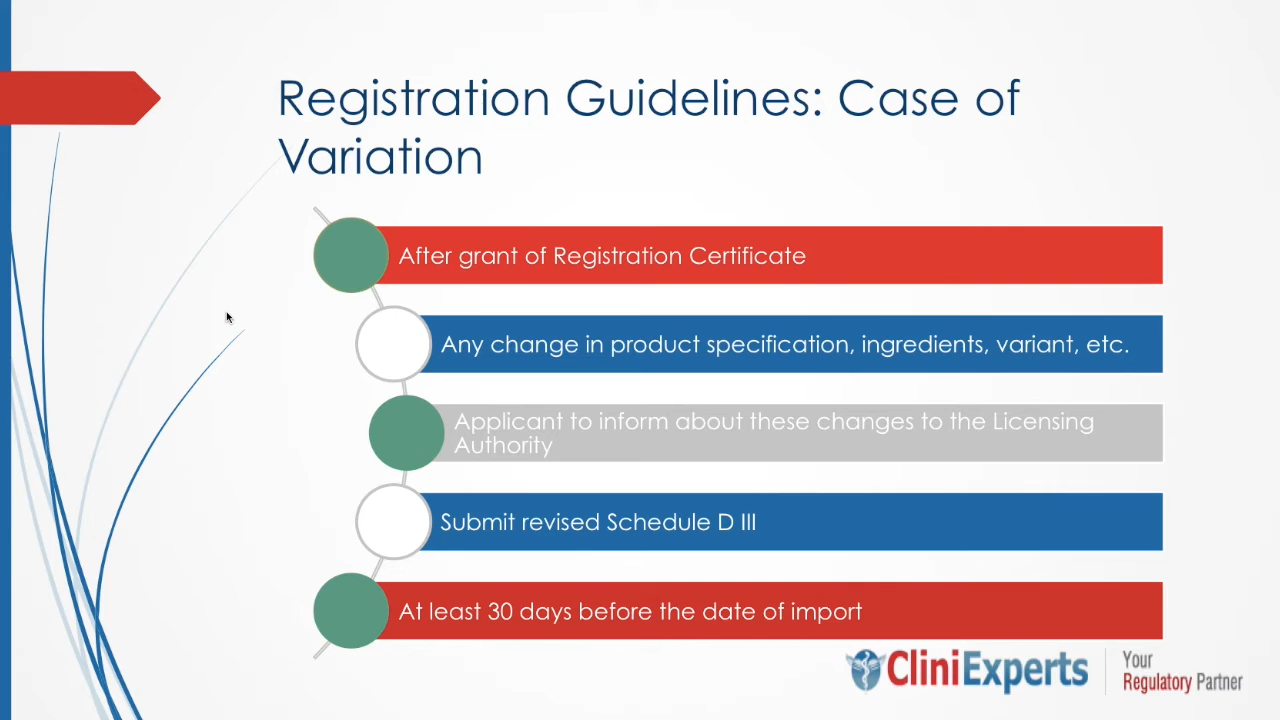 Registration Guidelines: Case of
Variation
After grant of Registration Certificate
Any change in product specification, ingredients, variant, etc.
Applicant to inform about these changes to the Licensing
Authority
Submit revised Schedule D III
At least 30 days before the date of import
CliniExperts
Your
Regulatory Partner